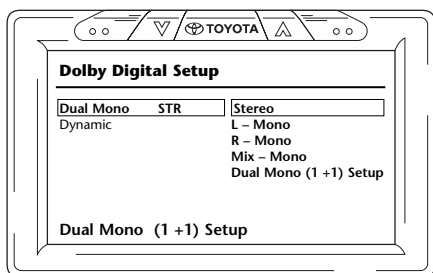 TOYOTA
Dolby Digital Setup
Dual Mono STR
Dynamic
Stereo
L – Mono
R – Mono
Mix – Mono
Dual Mono (1 +1) Setup
Dual Mono (1 +1) Setup